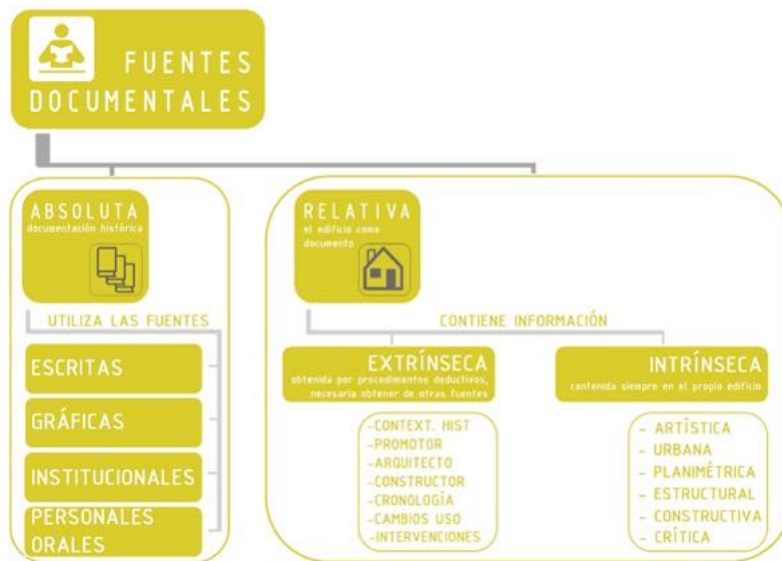 FUENTES
DOCUMENTALES
ABSOLUTA
documentación histórica
UTILIZA LAS FUENTES
ESCRITAS
GRÁFICAS
INSTITUCIONALES
PERSONALES
ORALES
RELATIVA
el edificio como
documento
CONTIENE INFORMACIÓN
EXTRÍNSECA
obtenida por procedimientos deductivos,
necesaria obtener de otras fuentes
-CONTEXT. HIST
-PROMOTOR
-ARQUITECTO
-CONSTRUCTOR
-CRONOLOGÍA
-CAMBIOS USO
-INTERVENCIONES
INTRÍNSECA
contenida siempre en el propio edificio
- ARTÍSTICA
- URBANA
- PLANIMÉTRICA
- ESTRUCTURAL
- CONSTRUCTIVA
- CRÍTICA